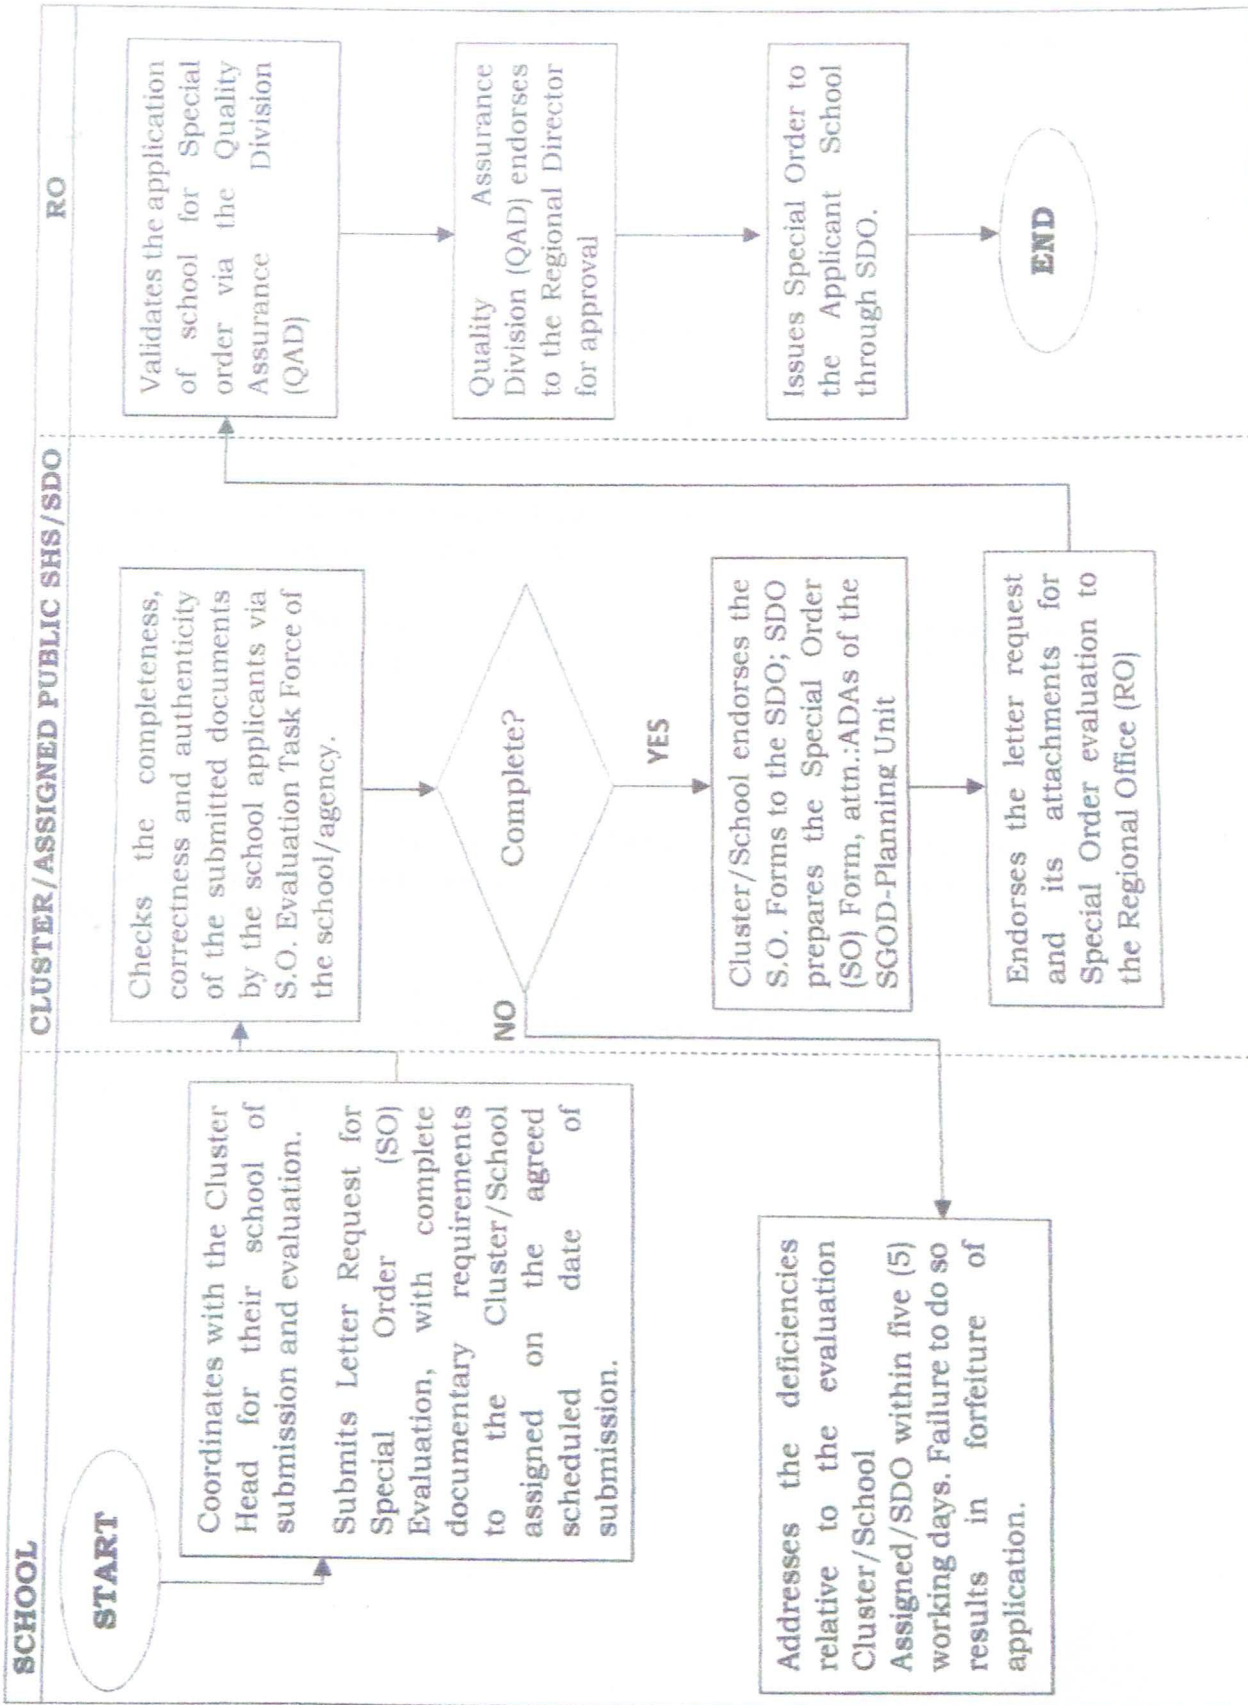 SCHOOL
CLUSTER/ASSIGNED PUBLIC SHS/SDO
RO
START
Coordinates with the Cluster
Head for their school of
submission and evaluation.
Submits Letter Request for
Special Order (SO)
Evaluation, with complete
documentary requirements
to the Cluster/School
assigned on the agreed
scheduled date of
submission.
Addresses the deficiencies
relative to the evaluation
Cluster/School
Assigned/SDO within five (5)
working days. Failure to do so
results in forfeiture of
application.
Checks the completeness,
correctness and authenticity
of the submitted documents
by the school applicants via
S.O. Evaluation Task Force of
the school/agency.
Complete?
NO
YES
Cluster/School endorses the
S.O. Forms to the SDO; SDO
prepares the Special Order
(SO) Form, attn.:ADAs of the
SGOD-Planning Unit
Endorses the letter request
and its attachments for
Special Order evaluation to
the Regional Office (RO)
Validates the application
of school for Special
order via the Quality
Assurance Division
(QAD)
Quality Assurance
Division (QAD) endorses
to the Regional Director
for approval
Issues Special Order to
the Applicant School
through SDO.
END